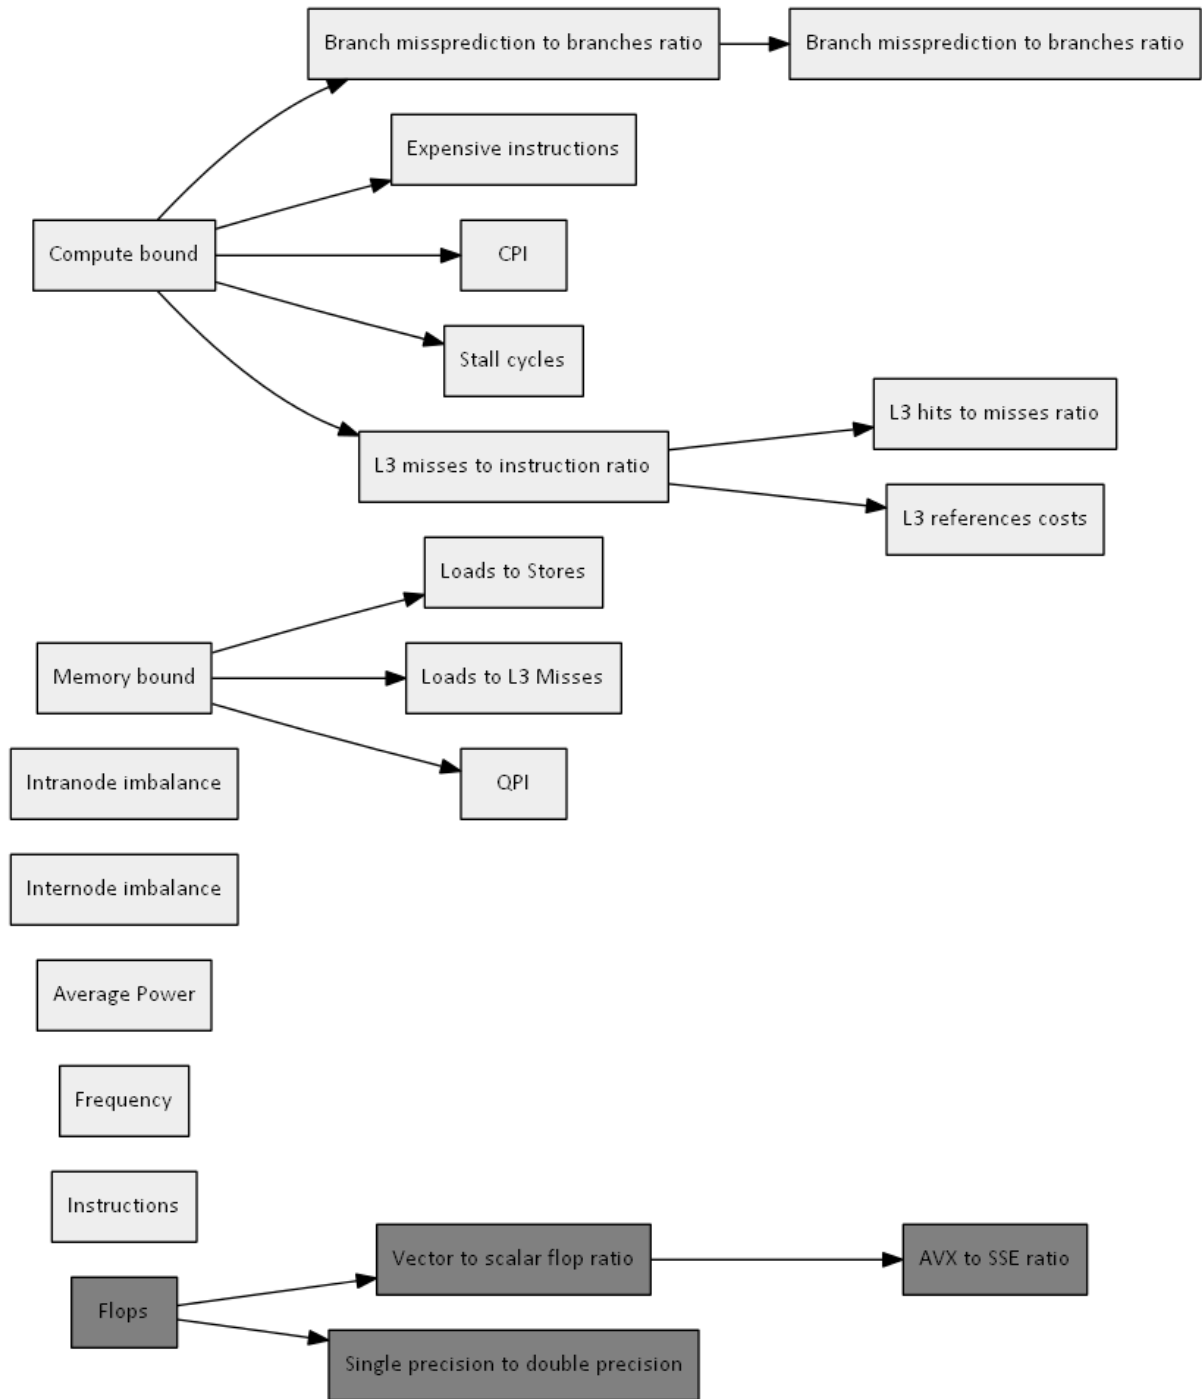 Branch missprediction to branches ratio
Branch missprediction to branches ratio
Expensive instructions
Compute bound
CPI
Stall cycles
L3 hits to misses ratio
L3 misses to instruction ratio
L3 references costs
Loads to Stores
Memory bound
Loads to L3 Misses
Intranode imbalance
QPI
Internode imbalance
Average Power
Frequency
Instructions
Vector to scalar flop ratio
AVX to SSE ratio
Flops
Single precision to double precision